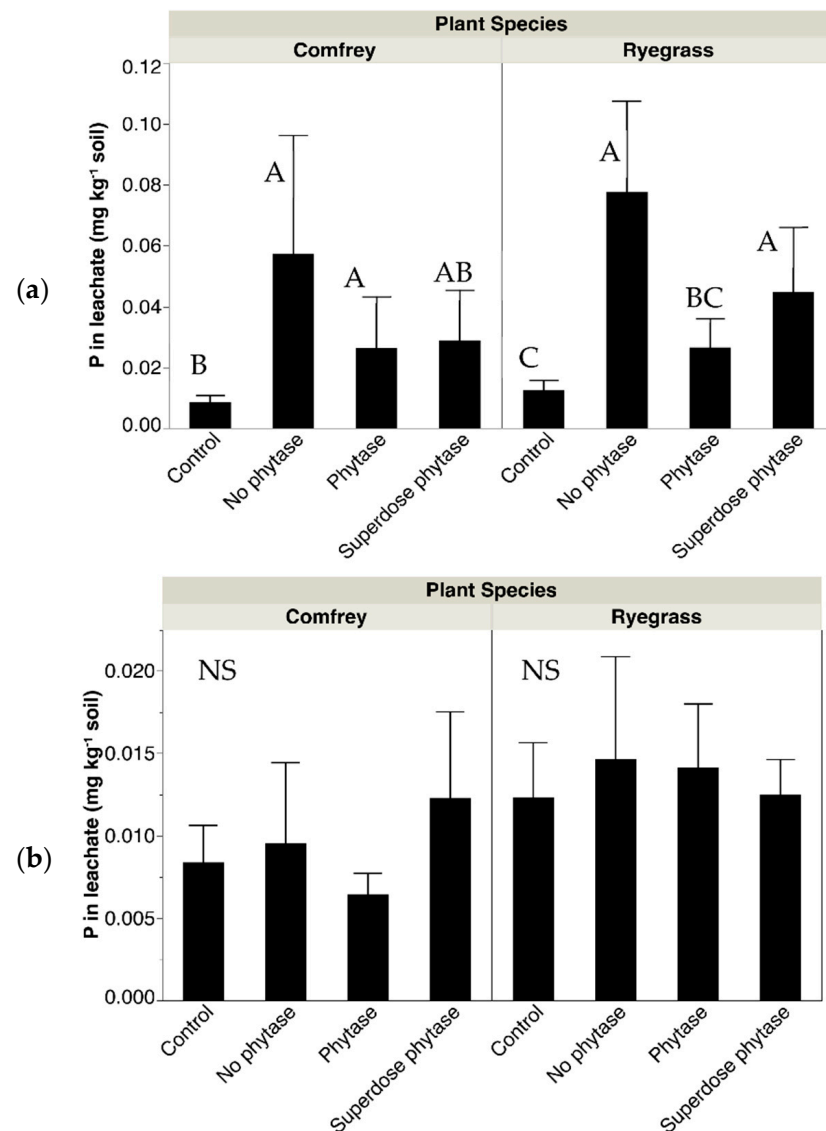 Plant Species
Comfrey Ryegrass
(a)
P in leachate (mg kg⁻¹ soil)
0.12
0.10
0.08
0.06
0.04
0.02
0.00
B A A AB
C A BC A
Control No phytase Phytase Superdose phytase
Control No phytase Phytase Superdose phytase
Plant Species
Comfrey Ryegrass
(b)
P in leachate (mg kg⁻¹ soil)
0.020
0.015
0.010
0.005
0.000
NS NS
Control No phytase Phytase Superdose phytase
Control No phytase Phytase Superdose phytase